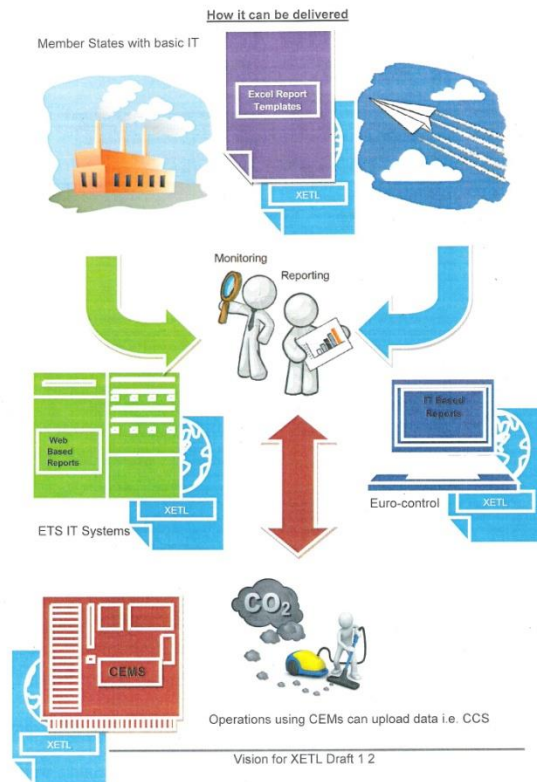 How it can be delivered
Member States with basic IT
Excel Report
Templates
XETL
Monitoring
Reporting
Web
Based
Reports
XETL
ETS IT Systems
IT Based
Reports
XETL
Euro-control
CO2
CEMS
XETL
Operations using CEMs can upload data i.e. CCS
Vision for XETL Draft 1 2